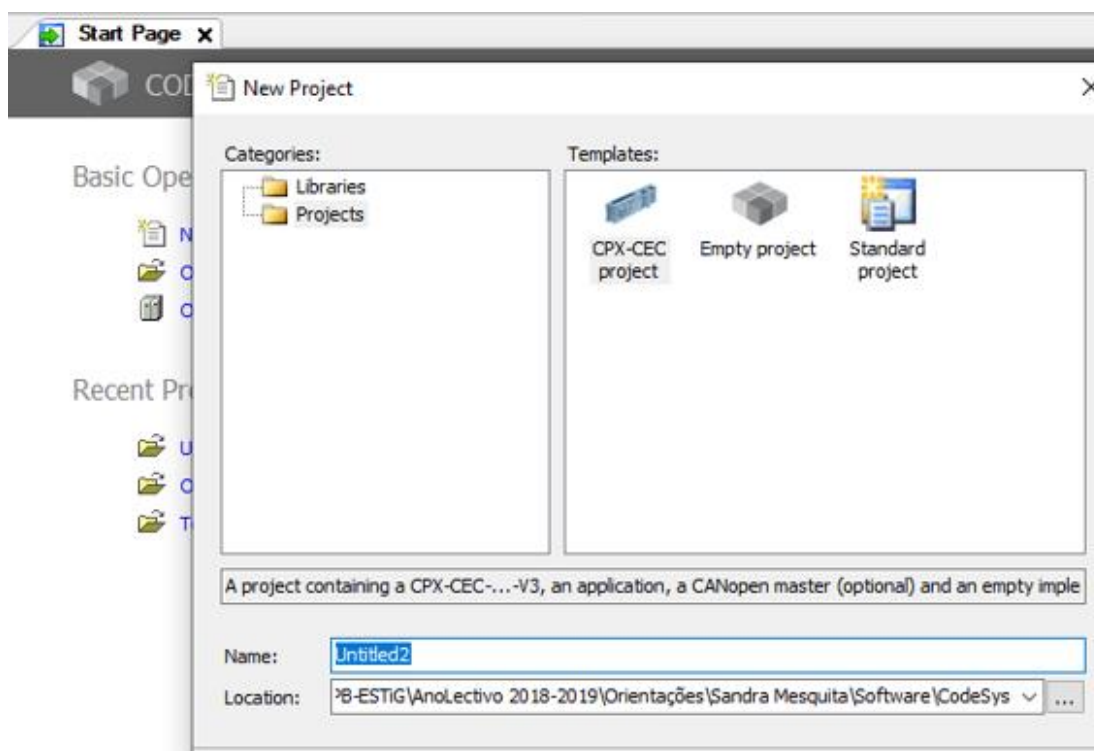 Start Page
COD
New Project
Categories:
Templates:
Libraries
Projects
CPX-CEC
project
Empty project
Standard
project
Basic Ope
N
O
O
Recent Pr
U
O
T
A project containing a CPX-CEC-...-V3, an application, a CANopen master (optional) and an empty imple
Name:
Untitled2
Location:
B-ESTiG\AnoLectivo 2018-2019\Orientações\Sandra Mesquita\Software\CodeSys
...